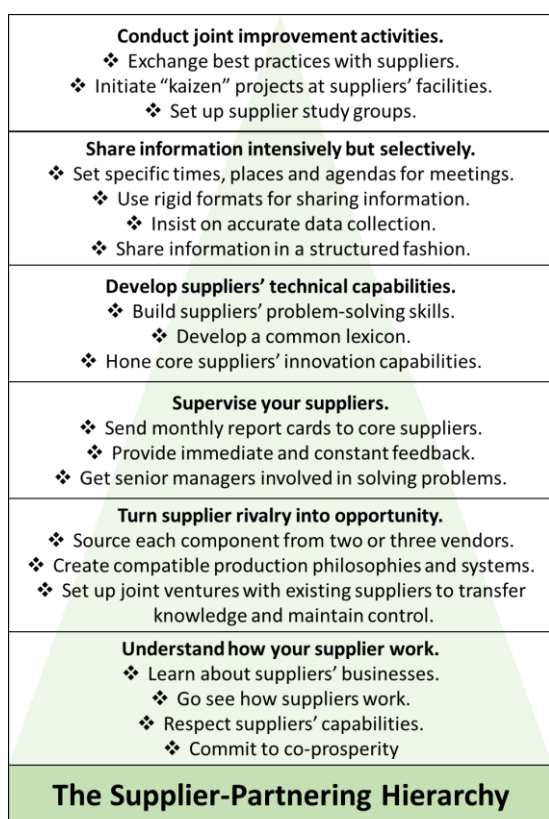 Conduct joint improvement activities.
❖ Exchange best practices with suppliers.
❖ Initiate “kaizen” projects at suppliers’ facilities.
❖ Set up supplier study groups.
Share information intensively but selectively.
❖ Set specific times, places and agendas for meetings.
❖ Use rigid formats for sharing information.
❖ Insist on accurate data collection.
❖ Share information in a structured fashion.
Develop suppliers’ technical capabilities.
❖ Build suppliers’ problem-solving skills.
❖ Develop a common lexicon.
❖ Hone core suppliers’ innovation capabilities.
Supervise your suppliers.
❖ Send monthly report cards to core suppliers.
❖ Provide immediate and constant feedback.
❖ Get senior managers involved in solving problems.
Turn supplier rivalry into opportunity.
❖ Source each component from two or three vendors.
❖ Create compatible production philosophies and systems.
❖ Set up joint ventures with existing suppliers to transfer
knowledge and maintain control.
Understand how your supplier work.
❖ Learn about suppliers’ businesses.
❖ Go see how suppliers work.
❖ Respect suppliers’ capabilities.
❖ Commit to co-prosperity
The Supplier-Partnering Hierarchy